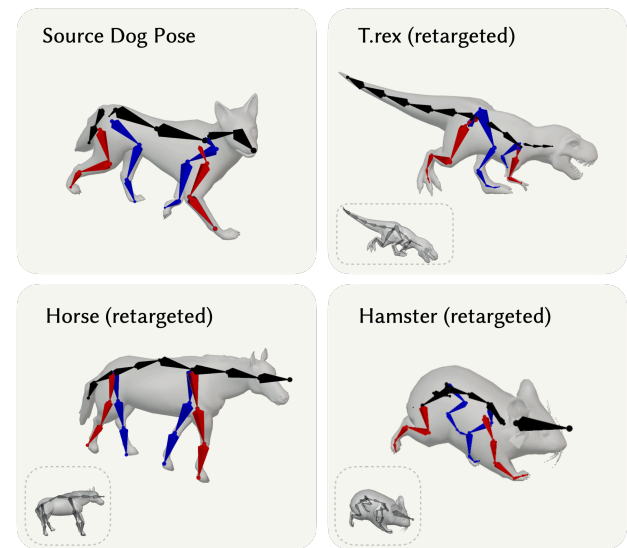 Source Dog Pose
T.rex (retargeted)
Horse (retargeted)
Hamster (retargeted)